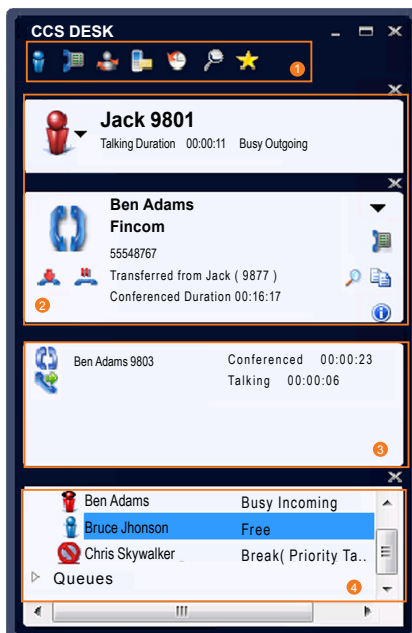 CCS DESK
1
Jack 9801
Talking Duration 00:00:11 Busy Outgoing
Ben Adams
Fincom
55548767
Transferred from Jack ( 9877 )
Conferenced Duration 00:16:17
2
Ben Adams 9803 Conferenced 00:00:23
Talking 00:00:06
3
Ben Adams Busy Incoming
Bruce Jhonson Free
Chris Skywalker Break( Priority Ta..
Queues
4